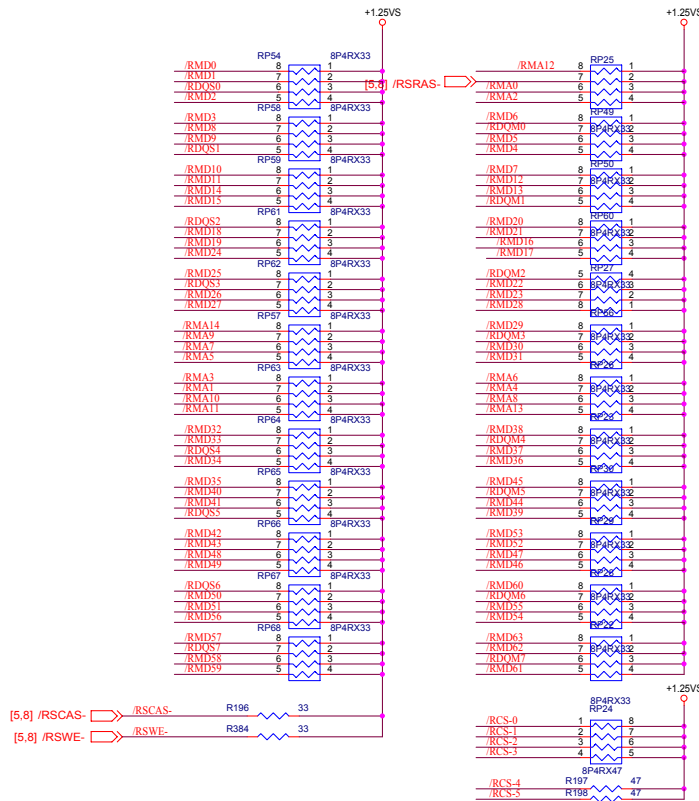 +1.25VS
RP54 8P4RX33
/RMD0 8 1
/RMD1 7 2
/RDQS0 6 3
/RMD2 5 4
RP58 8P4RX33
/RMD3 8 1
/RMD8 7 2
/RMD9 6 3
/RDQS1 5 4
RP59 8P4RX33
/RMD10 8 1
/RMD11 7 2
/RMD14 6 3
/RMD15 5 4
RP61 8P4RX33
/RDQS2 8 1
/RMD18 7 2
/RMD19 6 3
/RMD24 5 4
RP62 8P4RX33
/RMD25 8 1
/RDQS3 7 2
/RMD26 6 3
/RMD27 5 4
RP57 8P4RX33
/RMA14 8 1
/RMA9 7 2
/RMA7 6 3
/RMA5 5 4
RP63 8P4RX33
/RMA3 8 1
/RMA1 7 2
/RMA10 6 3
/RMA11 5 4
RP64 8P4RX33
/RMD32 8 1
/RMD33 7 2
/RDQS4 6 3
/RMD34 5 4
RP65 8P4RX33
/RMD35 8 1
/RMD40 7 2
/RMD41 6 3
/RDQS5 5 4
RP66 8P4RX33
/RMD42 8 1
/RMD43 7 2
/RMD48 6 3
/RMD49 5 4
RP67 8P4RX33
/RDQS6 8 1
/RMD50 7 2
/RMD51 6 3
/RMD56 5 4
RP68 8P4RX33
/RMD57 8 1
/RDQS7 7 2
/RMD58 6 3
/RMD59 5 4
[5,8] /RSCAS- /RSCAS- R196 33
[5,8] /RSWE- /RSWE- R384 33
+1.25VS
RP25
/RMA12 8 1
[5,8] /RSRAS- 7 2
/RMA0 6 3
/RMA2 5 4
RP49
/RMD6 8 1
/RDQM0 7 8P4RX33 2
/RMD5 6 3
/RMD4 5 4
RP50
/RMD7 8 1
/RMD12 7 8P4RX33 2
/RMD13 6 3
/RDQM1 5 4
RP60
/RMD20 8 1
/RMD21 7 8P4RX33 2
/RMD16 6 3
/RMD17 5 4
RP27
/RDQM2 5 4
/RMD22 6 8P4RX33 3
/RMD23 7 2
/RMD28 8 1
RP56
/RMD29 8 1
/RDQM3 7 8P4RX33 2
/RMD30 6 3
/RMD31 5 4
RP26
/RMA6 8 1
/RMA4 7 8P4RX33 2
/RMA8 6 3
/RMA13 5 4
RP23
/RMD38 8 1
/RDQM4 7 8P4RX33 2
/RMD37 6 3
/RMD36 5 4
RP30
/RMD45 8 1
/RDQM5 7 8P4RX33 2
/RMD44 6 3
/RMD39 5 4
RP29
/RMD53 8 1
/RMD52 7 8P4RX33 2
/RMD47 6 3
/RMD46 5 4
RP28
/RMD60 8 1
/RDQM6 7 8P4RX33 2
/RMD55 6 3
/RMD54 5 4
RP22
/RMD63 8 1
/RMD62 7 2
/RDQM7 6 3
/RMD61 5 4
+1.25VS
8P4RX33
RP24
/RCS-0 1 8
/RCS-1 2 7
/RCS-2 3 6
/RCS-3 4 5
8P4RX47
/RCS-4 R197 47
/RCS-5 R198 47